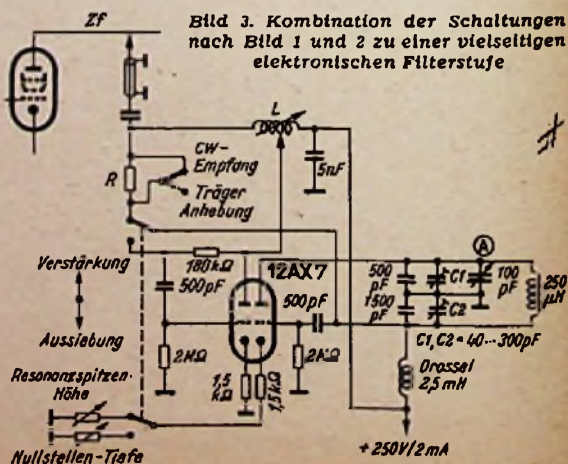 Zf
Bild 3. Kombination der Schaltungen
nach Bild 1 und 2 zu einer vielseitigen
elektronischen Filterstufe
L
CW-
Empfang
5nF
R
Träger
Anhebung
Verstärkung
180kΩ
12AX7
A
500pF
500pF
500
pF
C1
100
pF
250
μH
1500
pF
C2
Aussiebung
C1, C2 = 40...300pF
2MΩ
1,5
kΩ
1,5kΩ
2MΩ
Drossel
2,5mH
Resonanzspitzen-
Höhe
Nullstellen-Tiefe
+250V/2mA